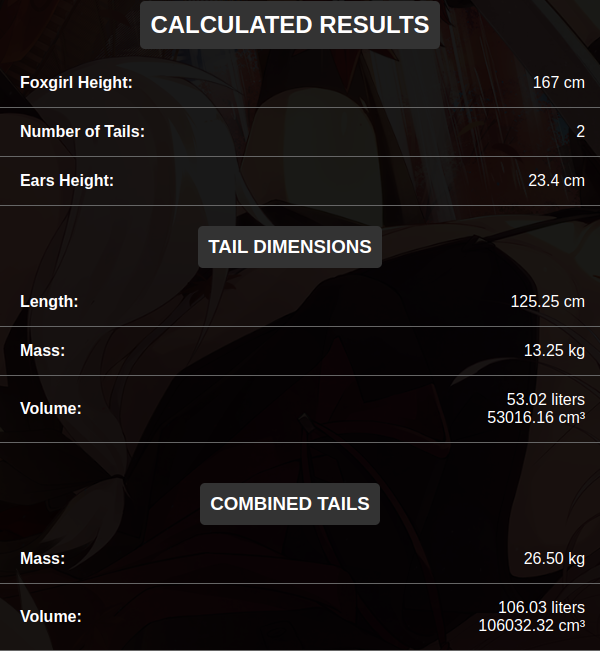 CALCULATED RESULTS
Foxgirl Height: 167 cm
Number of Tails: 2
Ears Height: 23.4 cm
TAIL DIMENSIONS
Length: 125.25 cm
Mass: 13.25 kg
Volume: 53.02 liters
53016.16 cm³
COMBINED TAILS
Mass: 26.50 kg
Volume: 106.03 liters
106032.32 cm³